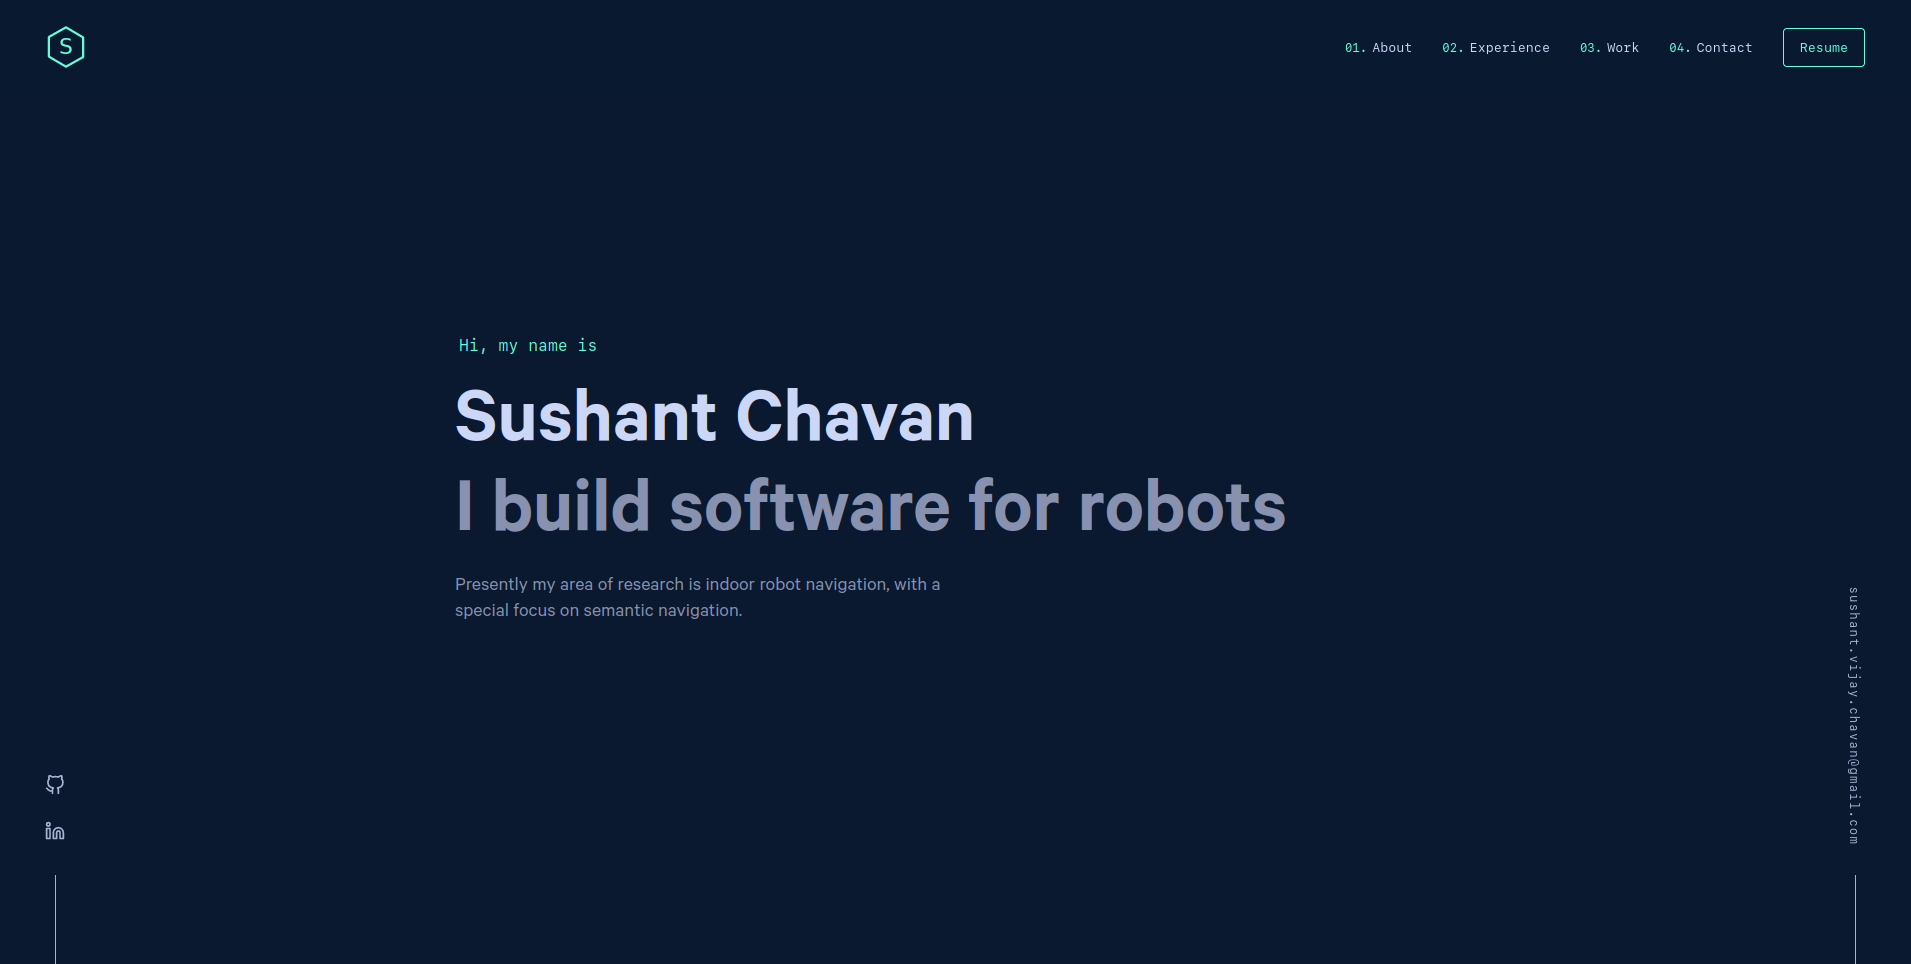 S
01. About 02. Experience 03. Work 04. Contact Resume
Hi, my name is
Sushant Chavan
I build software for robots
Presently my area of research is indoor robot navigation, with a
special focus on semantic navigation.
sushant.vijay.chavan@gmail.com
in